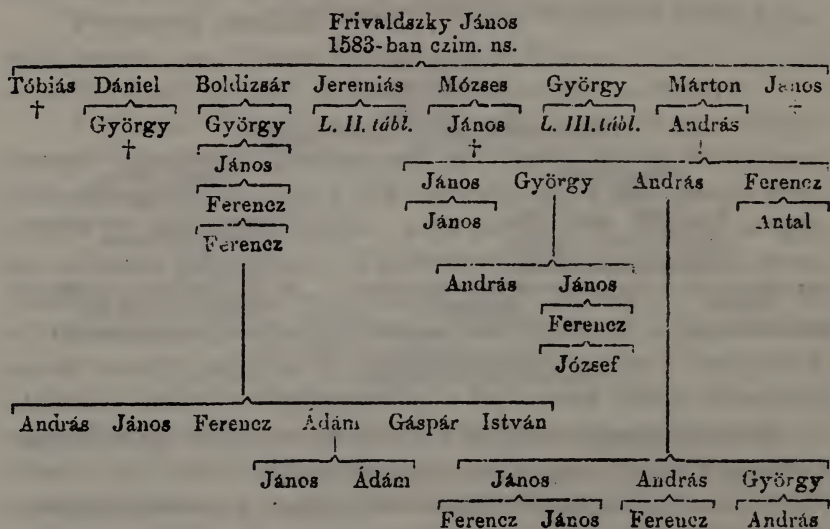 Frivaldszky János
1583-ban czim. ns.
Tóbiás Dániel Boldizsár Jeremiás Mózses György Márton János
† György György L. II. tábl. János L. III. tábl. András †
† János †
János György András Ferencz
Ferencz János Antal
Ferencz
András János
Ferencz
József
András János Ferencz Ádám Gáspár István
János Ádám János András György
Ferencz János Ferencz András